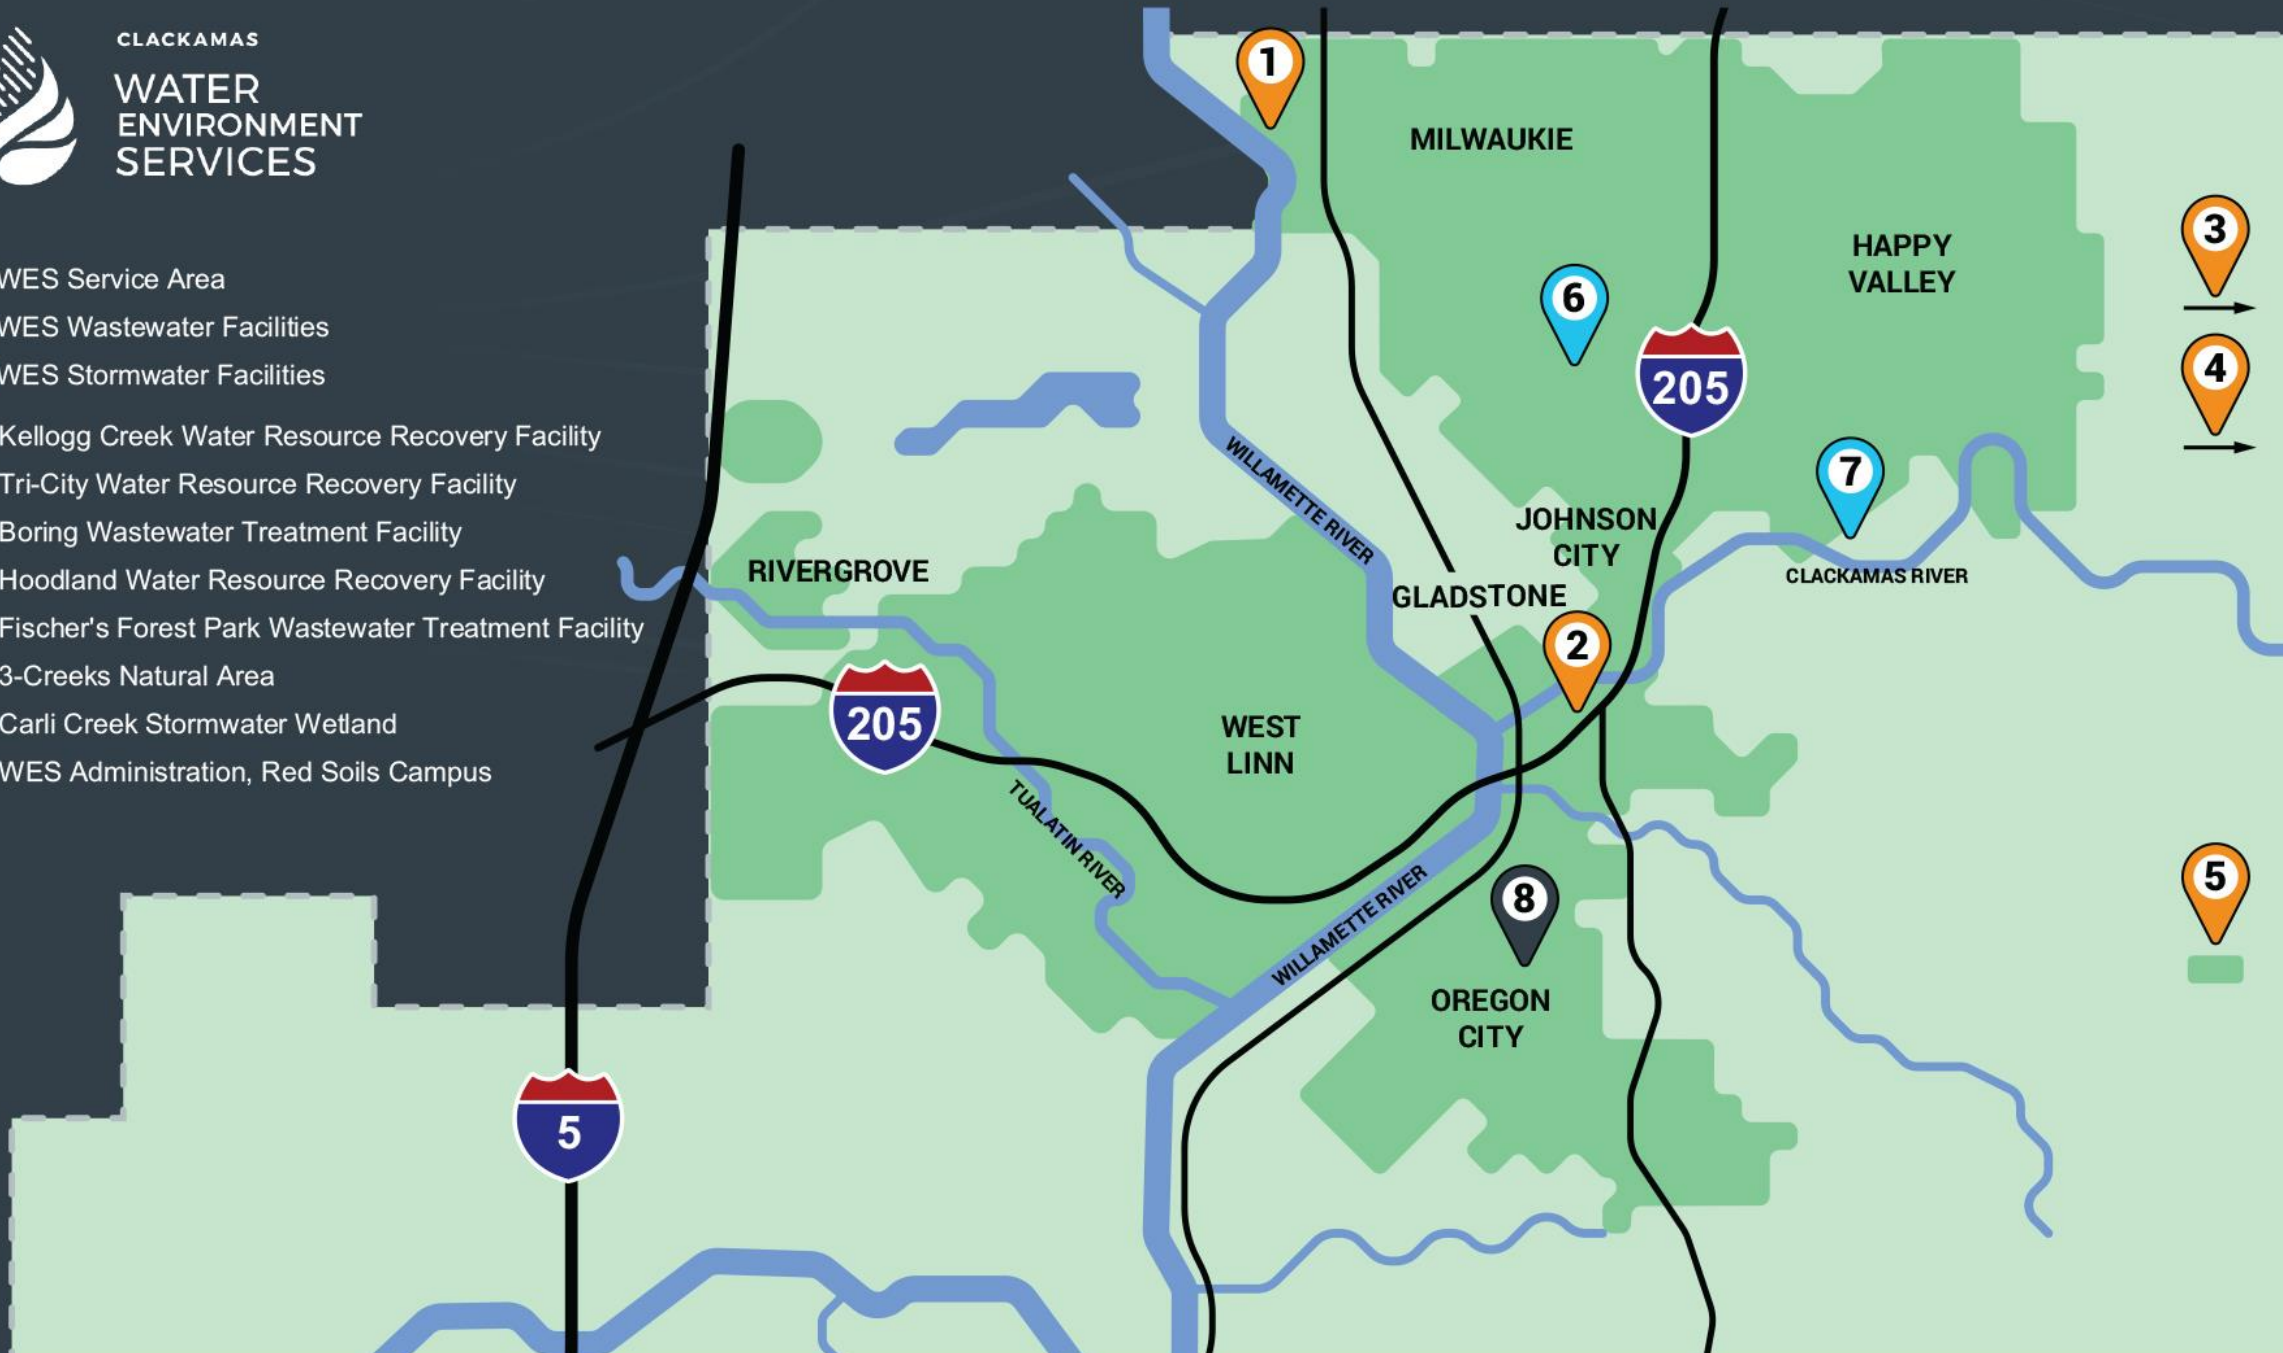 CLACKAMAS
WATER
ENVIRONMENT
SERVICES
WES Service Area
WES Wastewater Facilities
WES Stormwater Facilities
Kellogg Creek Water Resource Recovery Facility
Tri-City Water Resource Recovery Facility
Boring Wastewater Treatment Facility
Hoodland Water Resource Recovery Facility
Fischer's Forest Park Wastewater Treatment Facility
3-Creeks Natural Area
Carli Creek Stormwater Wetland
WES Administration, Red Soils Campus
1
MILWAUKIE
HAPPY
VALLEY
3
6
205
4
7
WILLAMETTE RIVER
JOHNSON
CITY
RIVERGROVE
GLADSTONE
CLACKAMAS RIVER
2
205
WEST
LINN
TUALATIN RIVER
WILLAMETTE RIVER
8
5
OREGON
CITY
5